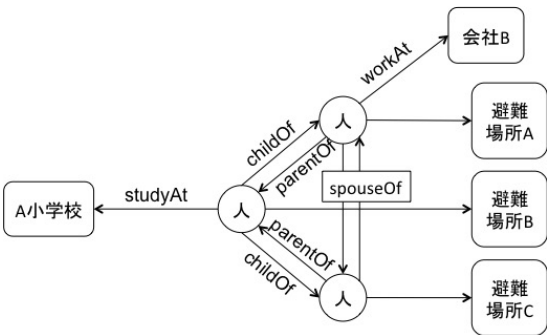 会社B
workAt
人
避難
場所A
childOf
parentOf
A小学校
studyAt
人
spouseOf
避難
場所B
parentOf
childOf
人
避難
場所C